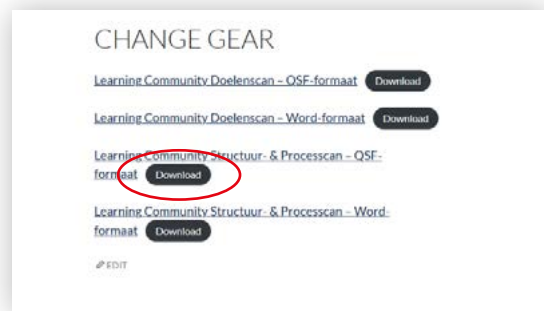 CHANGE GEAR
Learning Community Doelenscan – QSF-formaat Download
Learning Community Doelenscan – Word-formaat Download
Learning Community Structuur- & Processcan – QSF-
formaat Download
Learning Community Structuur- & Processcan – Word-
formaat Download
EDIT